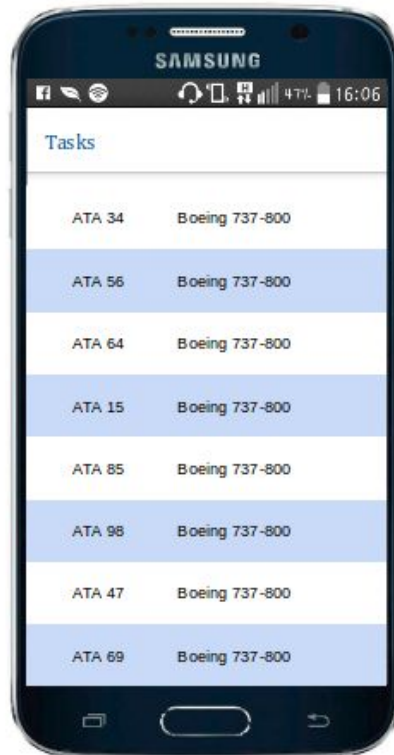 SAMSUNG
47% 16:06
Tasks
ATA 34 Boeing 737-800
ATA 56 Boeing 737-800
ATA 64 Boeing 737-800
ATA 15 Boeing 737-800
ATA 85 Boeing 737-800
ATA 98 Boeing 737-800
ATA 47 Boeing 737-800
ATA 69 Boeing 737-800